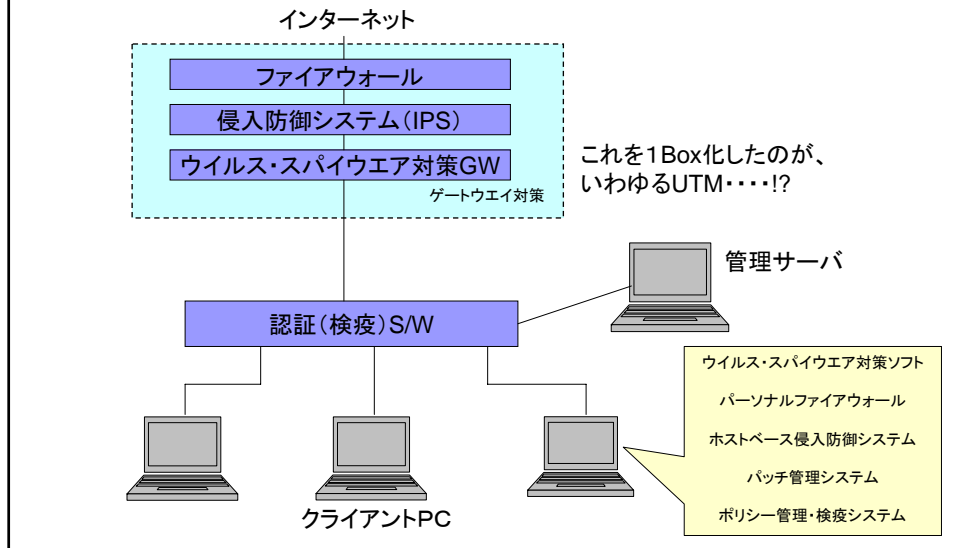 インターネット
ファイアウォール
侵入防御システム(IPS)
ウイルス・スパイウエア対策GW
ゲートウエイ対策
これを1Box化したのが、
いわゆるUTM・・・・!?
管理サーバ
認証(検疫)S/W
ウイルス・スパイウエア対策ソフト
パーソナルファイアウォール
ホストベース侵入防御システム
パッチ管理システム
ポリシー管理・検疫システム
クライアントPC